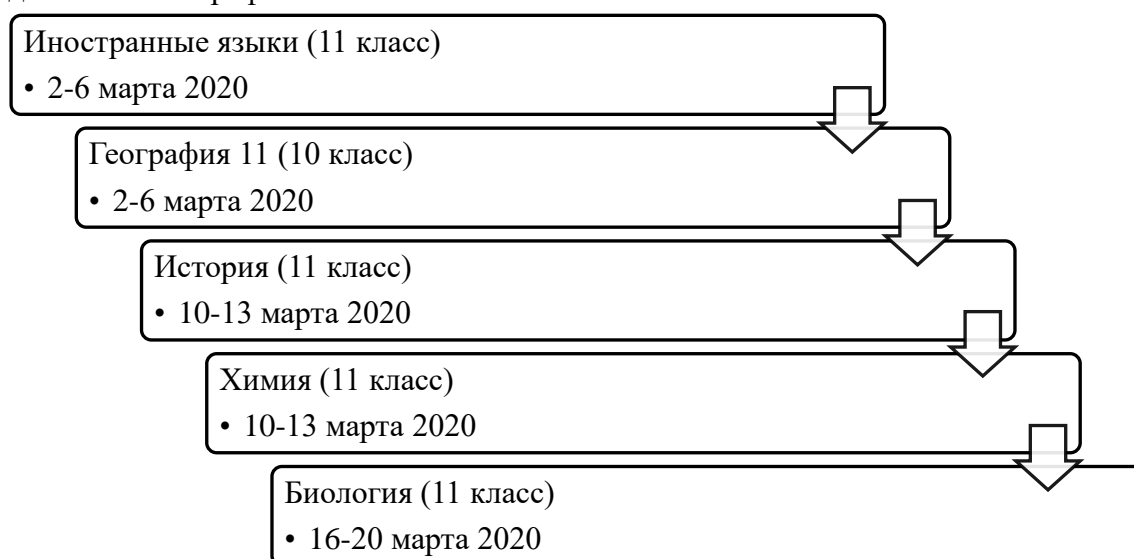 Иностранные языки (11 класс)
• 2-6 марта 2020
География 11 (10 класс)
• 2-6 марта 2020
История (11 класс)
• 10-13 марта 2020
Химия (11 класс)
• 10-13 марта 2020
Биология (11 класс)
• 16-20 марта 2020